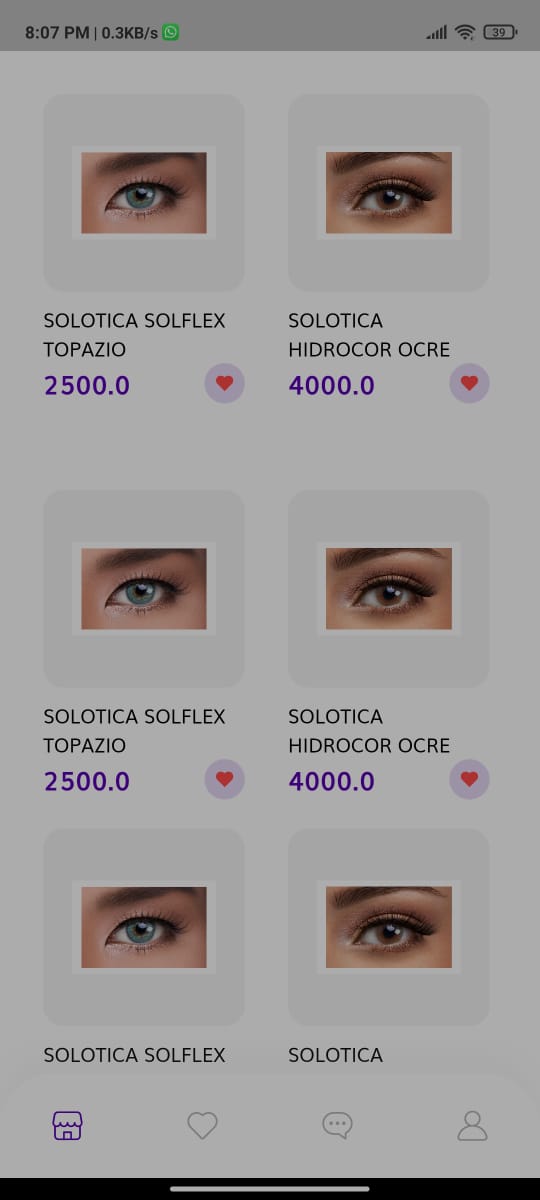 8:07 PM | 0.3KB/s
39
SOLOTICA SOLFLEX
TOPAZIO
2500.0
SOLOTICA
HIDROCOR OCRE
4000.0
SOLOTICA SOLFLEX
TOPAZIO
2500.0
SOLOTICA
HIDROCOR OCRE
4000.0
SOLOTICA SOLFLEX
SOLOTICA